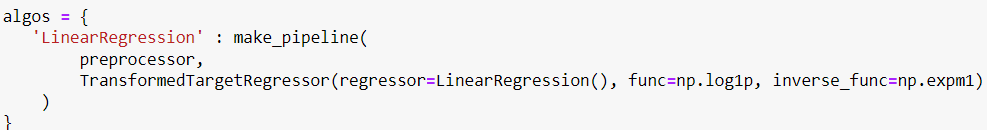 algos = {
   'LinearRegression' : make_pipeline(
       preprocessor,
       TransformedTargetRegressor(regressor=LinearRegression(), func=np.log1p, inverse_func=np.expm1)
    )
}